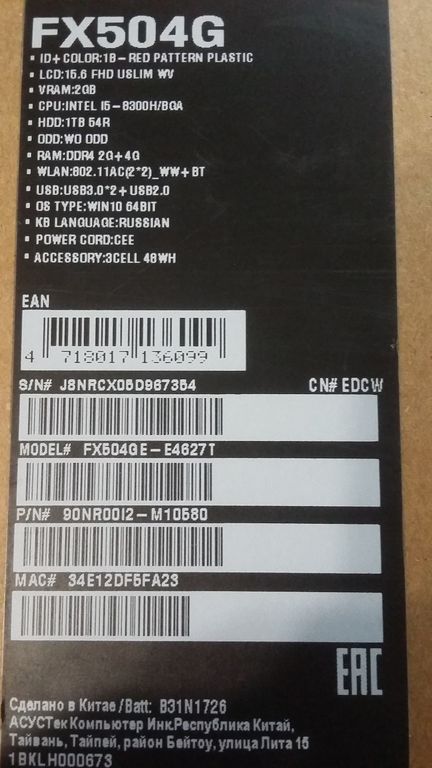 FX504G
• ID+ COLOR:1B-RED PATTERN PLASTIC
• LCD:15.6 FHD USLIM WV
• VRAM:2GB
• CPU:INTEL I5-8300H/BGA
• HDD:1TB 54R
• ODD:WO ODD
• RAM:DDR4 2G+4G
• WLAN:802.11AC(2*2)_WW+BT
• USB:USB3.0*2+USB2.0
• OS TYPE:WIN10 64BIT
• KB LANGUAGE:RUSSIAN
• POWER CORD:CEE
• ACCESSORY:3CELL 48WH
EAN
4 718017 136099
S/N# J8NRCX05D967354 CN# EDCW
MODEL# FX504GE-E4627T
P/N# 90NR00I2-M10580
MAC# 34E12DF5FA23
EAC
Сделано в Китае/Batt: B31N1726
АСУСТек Компьютер Инк.Республика Китай,
Тайвань, Тайпей, район Бейтоу, улица Лита 15
1BKLH000673